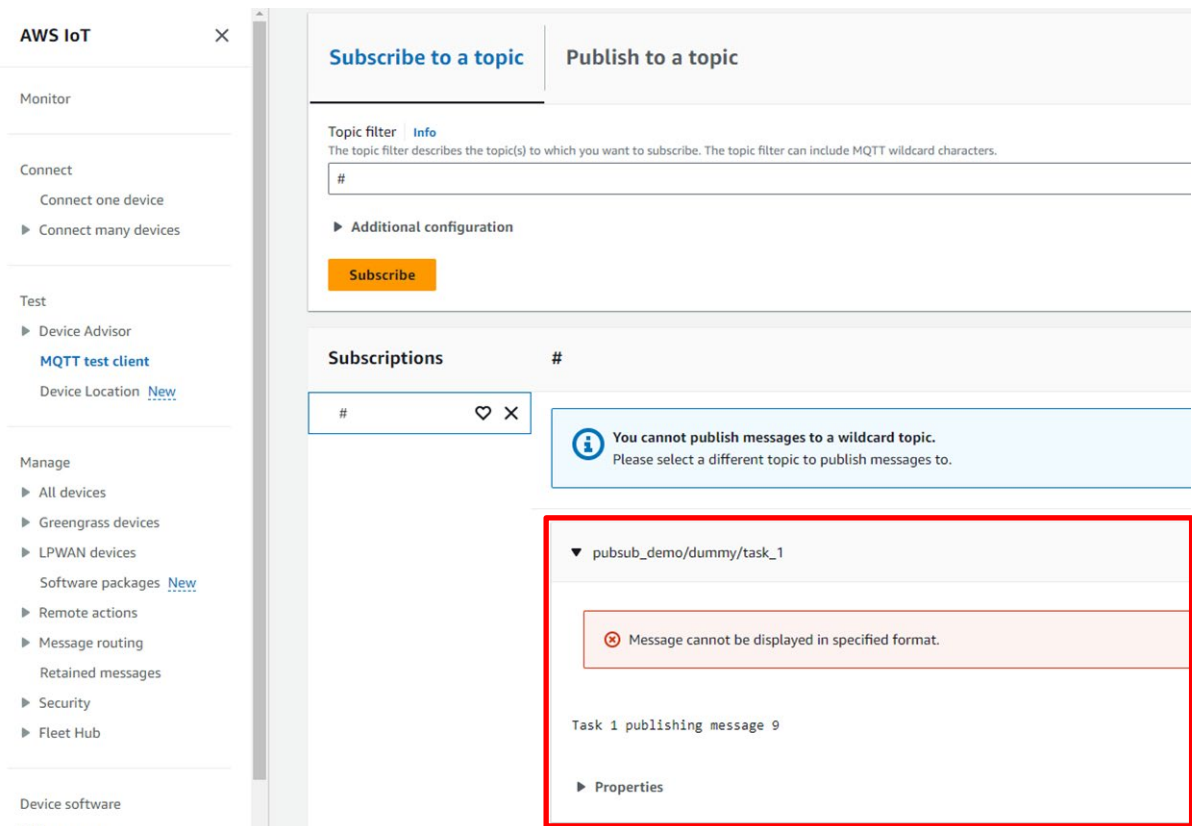 AWS IoT
Monitor
Connect
Connect one device
Connect many devices
Test
Device Advisor
MQTT test client
Device Location New
Manage
All devices
Greengrass devices
LPWAN devices
Software packages New
Remote actions
Message routing
Retained messages
Security
Fleet Hub
Device software
Subscribe to a topic
Publish to a topic
Topic filter Info
The topic filter describes the topic(s) to which you want to subscribe. The topic filter can include MQTT wildcard characters.
#
Additional configuration
Subscribe
Subscriptions
#
#
You cannot publish messages to a wildcard topic.
Please select a different topic to publish messages to.
pubsub_demo/dummy/task_1
Message cannot be displayed in specified format.
Task 1 publishing message 9
Properties